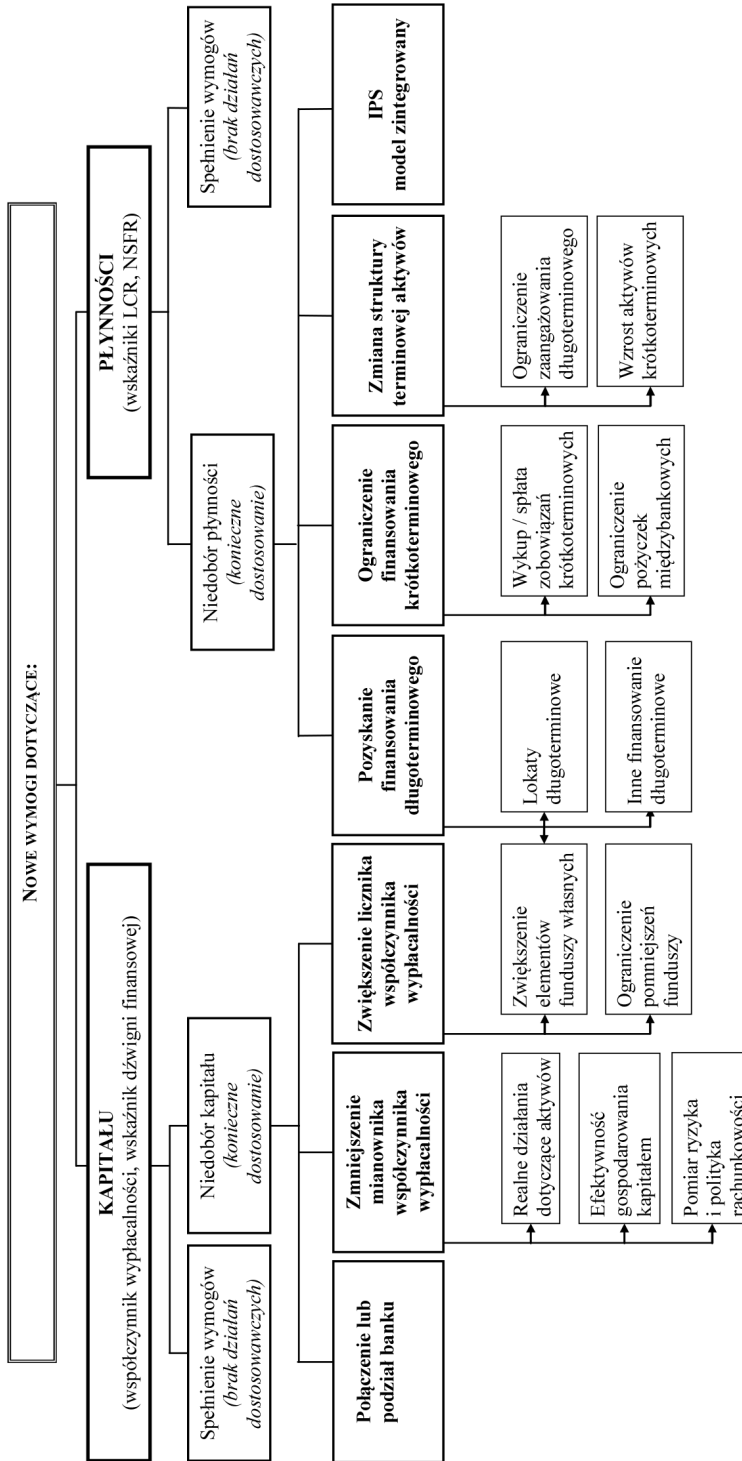 NOWE WYMOGI DOTYCZĄCE:
KAPITAŁU
(współczynnik wypłacalności, wskaźnik dźwigni finansowej)
PŁYNNOŚCI
(wskaźniki LCR, NSFR)
Spełnienie wymogów
(brak działań
dostosowawczych)
Niedobór kapitału
(konieczne
dostosowanie)
Niedobór płynności
(konieczne
dostosowanie)
Spełnienie wymogów
(brak działań
dostosowawczych)
Połączenie lub
podział banku
Zmniejszenie
mianownika
współczynnika
wypłacalności
Zwiększenie licznika
współczynnika
wypłacalności
Pozyskanie
finansowania
długoterminowego
Ograniczenie
finansowania
krótkoterminowego
Zmiana struktury
terminowej aktywów
IPS
model zintegrowany
Realne działania
dotyczące aktywów
Efektywność
gospodarowania
kapitałem
Pomiar ryzyka
i polityka
rachunkowości
Zwiększenie
elementów
funduszy własnych
Ograniczenie
pomniejszeń
funduszy
Lokaty
długoterminowe
Inne finansowanie
długoterminowe
Wykup / spłata
zobowiązań
krótkoterminowych
Ograniczenie
pożyczek
międzybankowych
Ograniczenie
zaangażowania
długoterminowego
Wzrost aktywów
krótkoterminowych